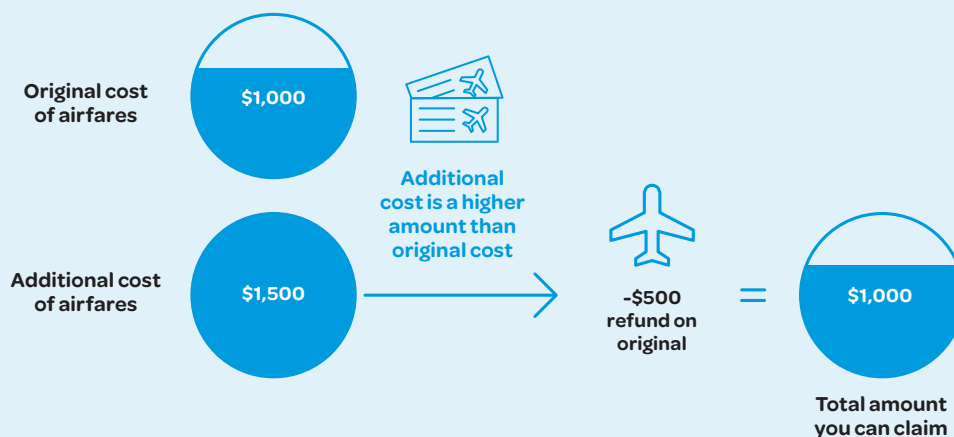 Original cost
of airfares
$1,000
Additional
cost is a higher
amount than
original cost
Additional cost
of airfares
$1,500
-$500
refund on
original
=
$1,000
Total amount
you can claim